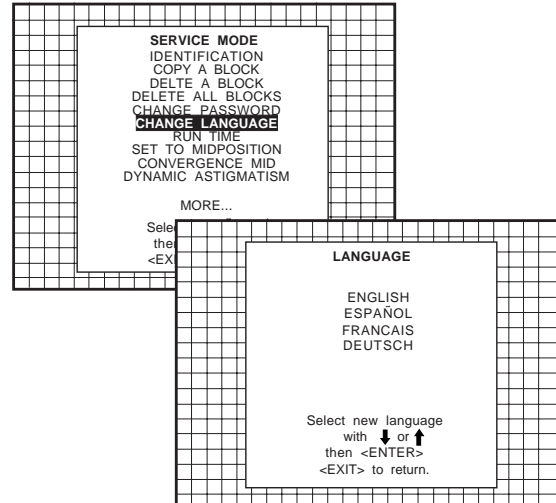 SERVICE MODE
IDENTIFICATION
COPY A BLOCK
DELTE A BLOCK
DELETE ALL BLOCKS
CHANGE PASSWORD
CHANGE LANGUAGE
RUN TIME
SET TO MIDPOSITION
CONVERGENCE MID
DYNAMIC ASTIGMATISM
MORE...
<EX
LANGUAGE
ENGLISH
ESPAÑOL
FRANCAIS
DEUTSCH
Select new language
with ⬇ or ⬆
then <ENTER>
<EXIT> to return.